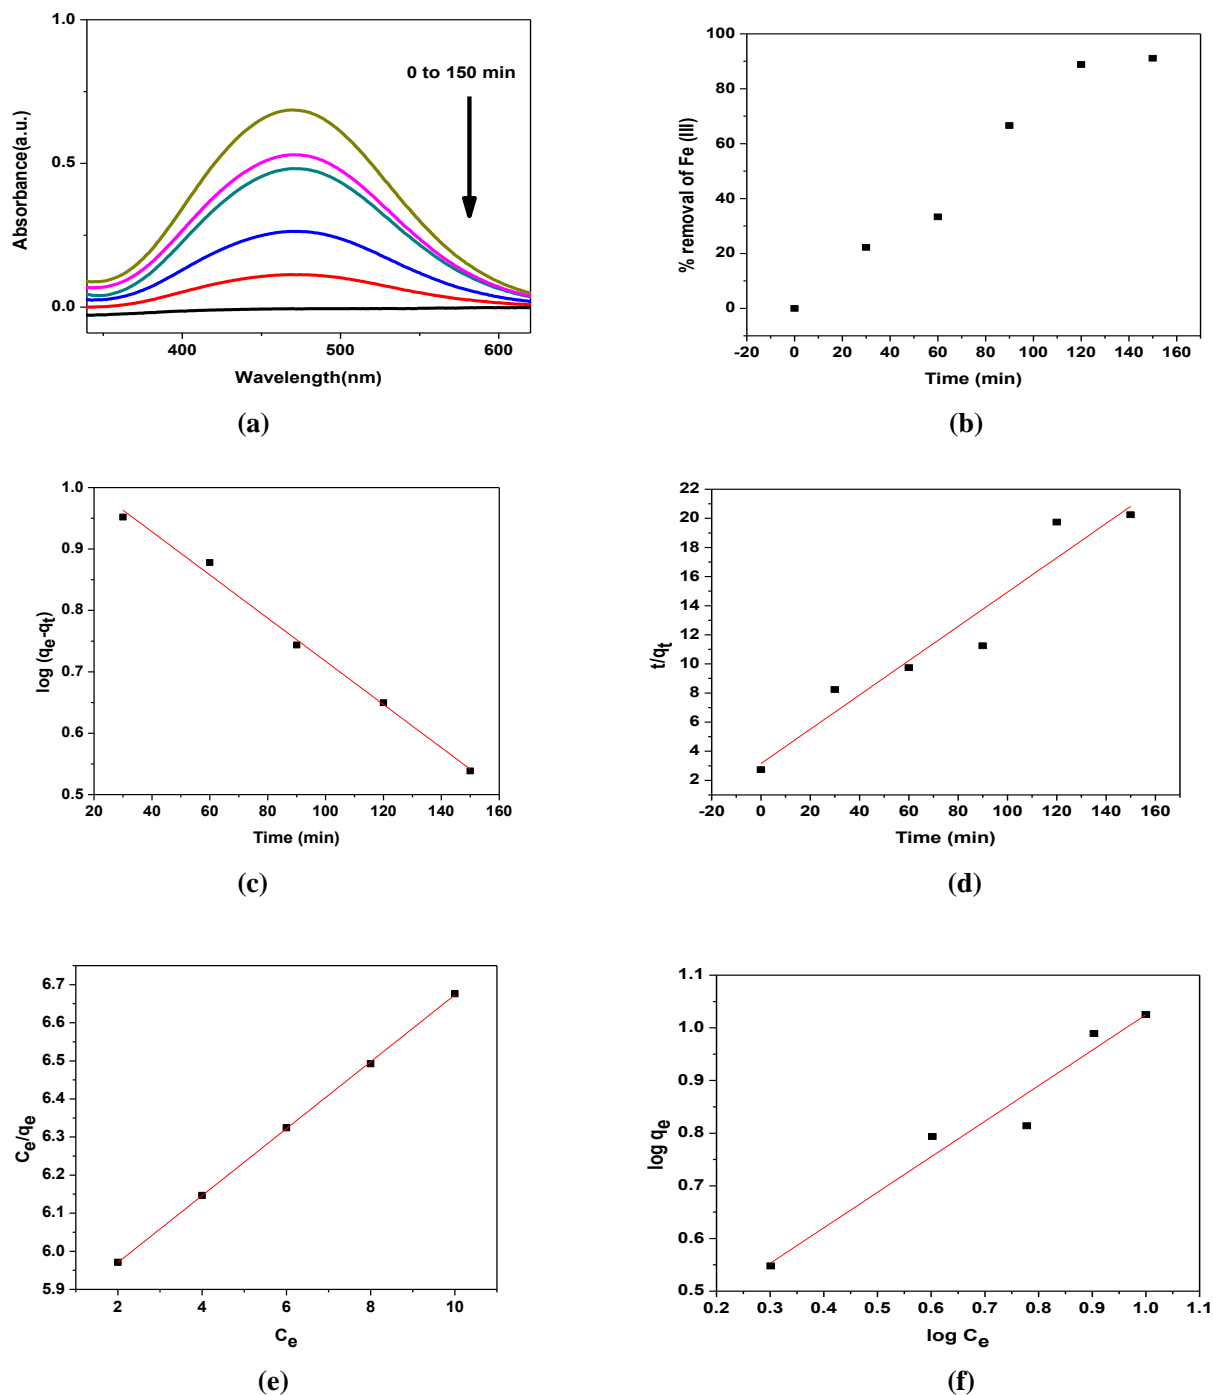 1.0
0.5
0.0
Absorbance(a.u.)
0 to 150 min
400 500 600
Wavelength(nm)
(a)
100
80
60
40
20
0
% removal of Fe (III)
-20 0 20 40 60 80 100 120 140 160
Time (min)
(b)
1.0
0.9
0.8
0.7
0.6
0.5
log (qe-qt)
20 40 60 80 100 120 140 160
Time (min)
(c)
22
20
18
16
14
12
10
8
6
4
2
t/qt
-20 0 20 40 60 80 100 120 140 160
Time (min)
(d)
6.7
6.6
6.5
6.4
6.3
6.2
6.1
6.0
5.9
Ce/qe
2 4 6 8 10
Ce
(e)
1.1
1.0
0.9
0.8
0.7
0.6
0.5
log qe
0.2 0.3 0.4 0.5 0.6 0.7 0.8 0.9 1.0 1.1
log Ce
(f)